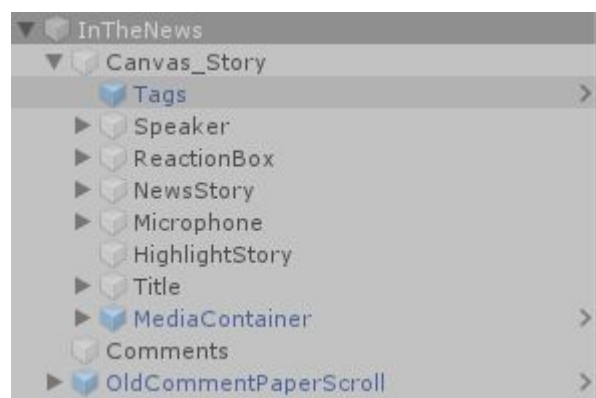 InTheNews
Canvas_Story
Tags
Speaker
ReactionBox
NewsStory
Microphone
HighlightStory
Title
MediaContainer
Comments
OldCommentPaperScroll